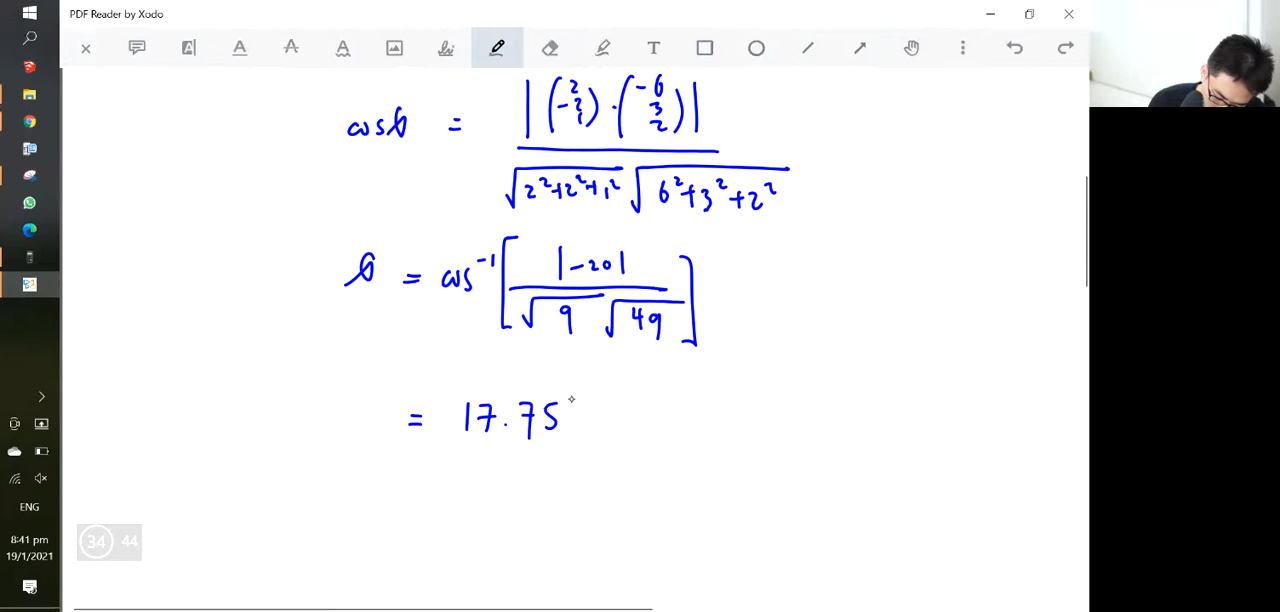 PDF Reader by Xodo
cosθ = |(2 -2 1) · (-6 3 2)| / √(2²+2²+1²) √(6²+3²+2²)
θ = cos⁻¹ [ |-20| / √9 √49 ]
= 17.75
ENG
8:41 pm
19/1/2021
34 44